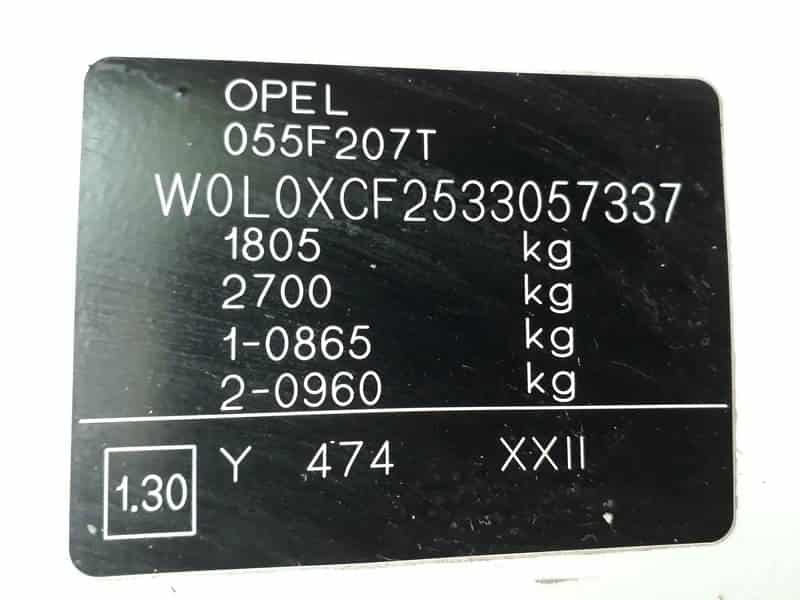 OPEL
055F207T
W0L0XCF2533057337
1805 kg
2700 kg
1-0865 kg
2-0960 kg
1.30 Y 474 XXII